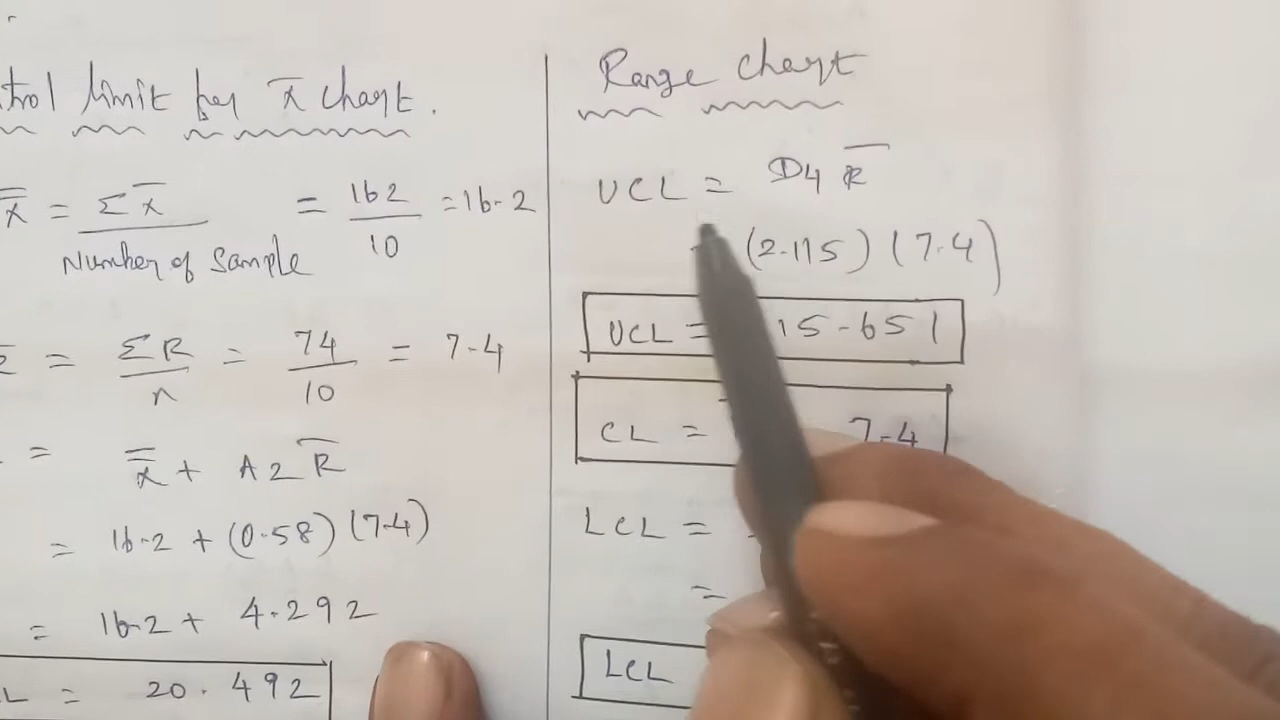 trol limit for x̄ chart.
x̿ = Σx̄ / Number of Sample = 162 / 10 = 16.2
= ΣR / n = 74 / 10 = 7.4
= x̿ + A2 R̄
= 16.2 + (0.58) (7.4)
= 16.2 + 4.292
L = 20.492
Range chart
UCL = D4 R̄
(2.115) (7.4)
UCL = 15.651
CL = 7.4
LCL =
=
LCL